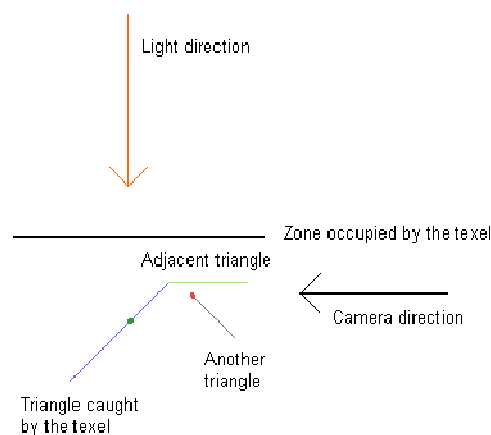 Light direction
Zone occupied by the texel
Adjacent triangle
Camera direction
Another
triangle
Triangle caught
by the texel